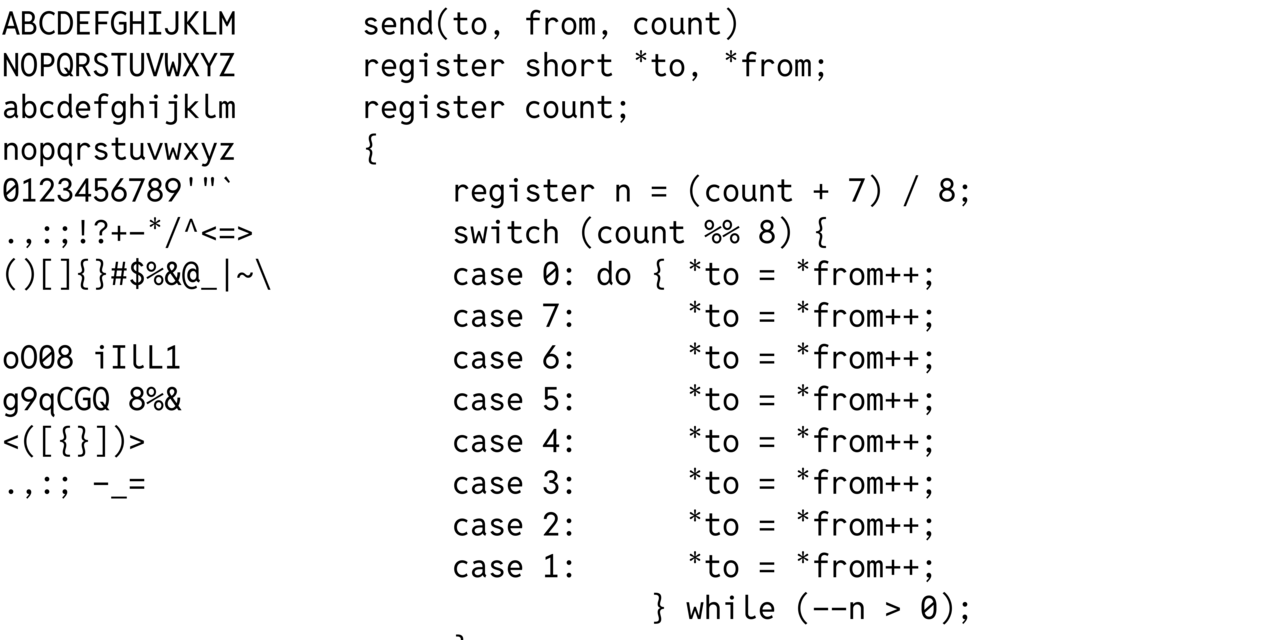 ABCDEFGHIJKLM
NOPQRSTUVWXYZ
abcdefghijklm
nopqrstuvwxyz
0123456789'"`
.,:;!?+-*/^<=>
()[]{}#$%&@_|~\
oO08 iIlL1
g9qCGQ 8%&
<([{}])>
.,:; -_=
send(to, from, count)
register short *to, *from;
register count;
{
    register n = (count + 7) / 8;
    switch (count %% 8) {
    case 0: do { *to = *from++;
    case 7:      *to = *from++;
    case 6:      *to = *from++;
    case 5:      *to = *from++;
    case 4:      *to = *from++;
    case 3:      *to = *from++;
    case 2:      *to = *from++;
    case 1:      *to = *from++;
               } while (--n > 0);
    }